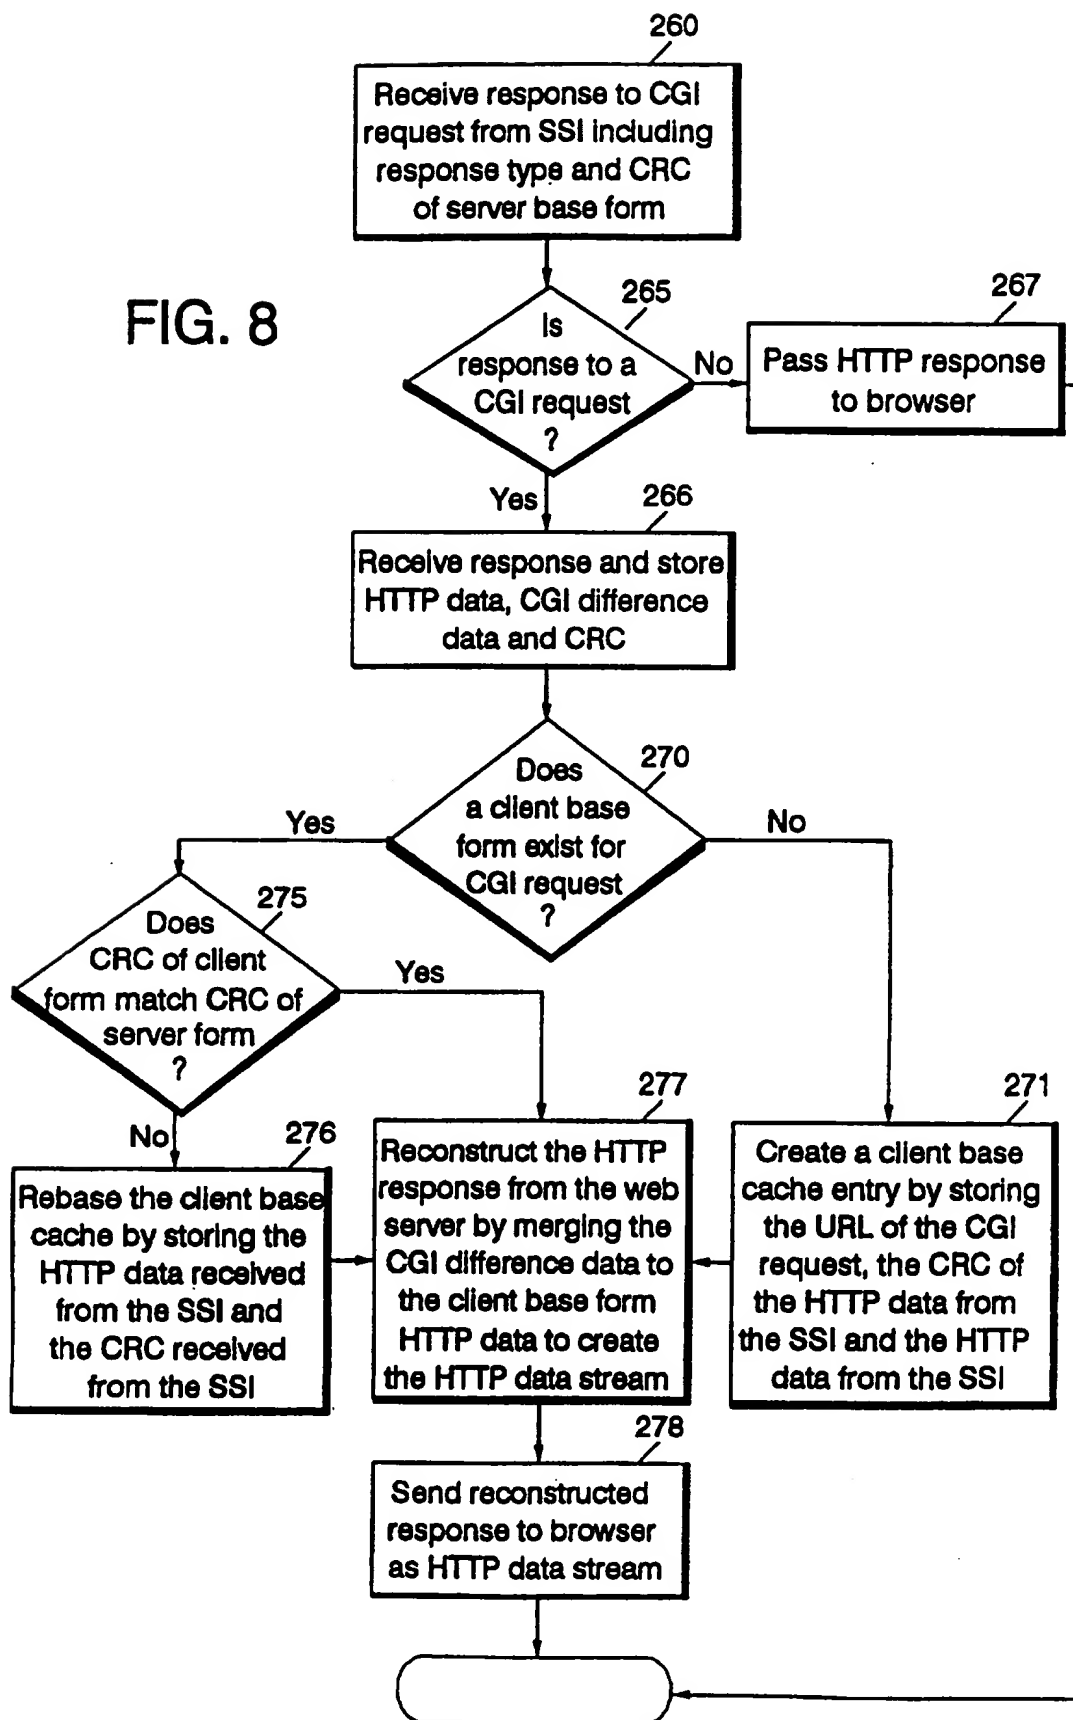 260
Receive response to CGI
request from SSI including
response type and CRC
of server base form
FIG. 8
265
Is
response to a
CGI request
?
No
267
Pass HTTP response
to browser
Yes
266
Receive response and store
HTTP data, CGI difference
data and CRC
270
Does
a client base
form exist for
CGI request
?
Yes
No
275
Does
CRC of client
form match CRC of
server form
?
Yes
No
276
Rebase the client base
cache by storing the
HTTP data received
from the SSI and
the CRC received
from the SSI
277
Reconstruct the HTTP
response from the web
server by merging the
CGI difference data to
the client base form
HTTP data to create
the HTTP data stream
271
Create a client base
cache entry by storing
the URL of the CGI
request, the CRC of
the HTTP data from
the SSI and the HTTP
data from the SSI
278
Send reconstructed
response to browser
as HTTP data stream